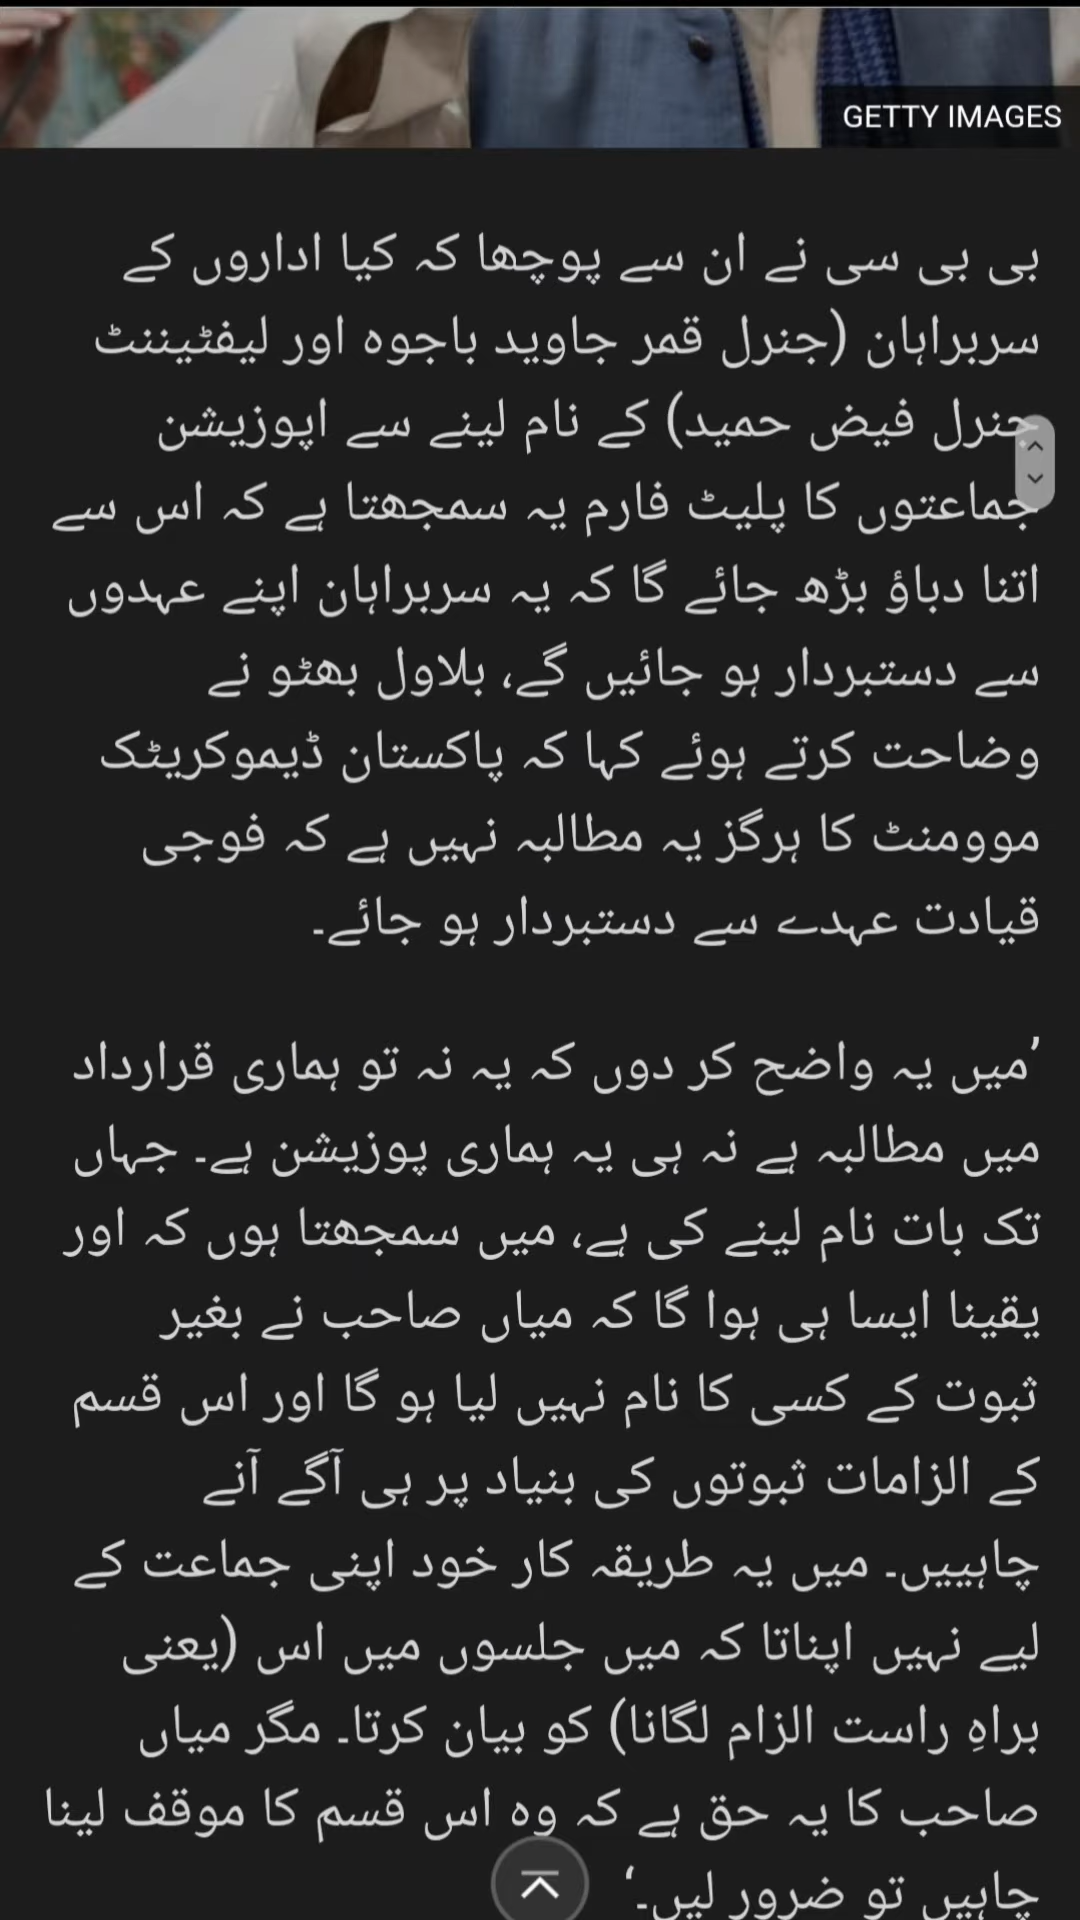 GETTY IMAGES
بی بی سی نے ان سے پوچھا کہ کیا اداروں کے
سربراہان (جنرل قمر جاوید باجوہ اور لیفٹیننٹ
جنرل فیض حمید) کے نام لینے سے اپوزیشن
جماعتوں کا پلیٹ فارم یہ سمجھتا ہے کہ اس سے
اتنا دباؤ بڑھ جائے گا کہ یہ سربراہان اپنے عہدوں
سے دستبردار ہو جائیں گے، بلاول بھٹو نے
وضاحت کرتے ہوئے کہا کہ پاکستان ڈیموکریٹک
موومنٹ کا ہرگز یہ مطالبہ نہیں ہے کہ فوجی
قیادت عہدے سے دستبردار ہو جائے۔
’میں یہ واضح کر دوں کہ یہ نہ تو ہماری قرارداد
میں مطالبہ ہے نہ ہی یہ ہماری پوزیشن ہے۔ جہاں
تک بات نام لینے کی ہے، میں سمجھتا ہوں کہ اور
یقینا ایسا ہی ہوا گا کہ میاں صاحب نے بغیر
ثبوت کے کسی کا نام نہیں لیا ہو گا اور اس قسم
کے الزامات ثبوتوں کی بنیاد پر ہی آگے آنے
چاہییں۔ میں یہ طریقہ کار خود اپنی جماعت کے
لیے نہیں اپناتا کہ میں جلسوں میں اس (یعنی
براہِ راست الزام لگانا) کو بیان کرتا۔ مگر میاں
صاحب کا یہ حق ہے کہ وہ اس قسم کا موقف لینا
چاہیں تو ضرور لیں۔‘